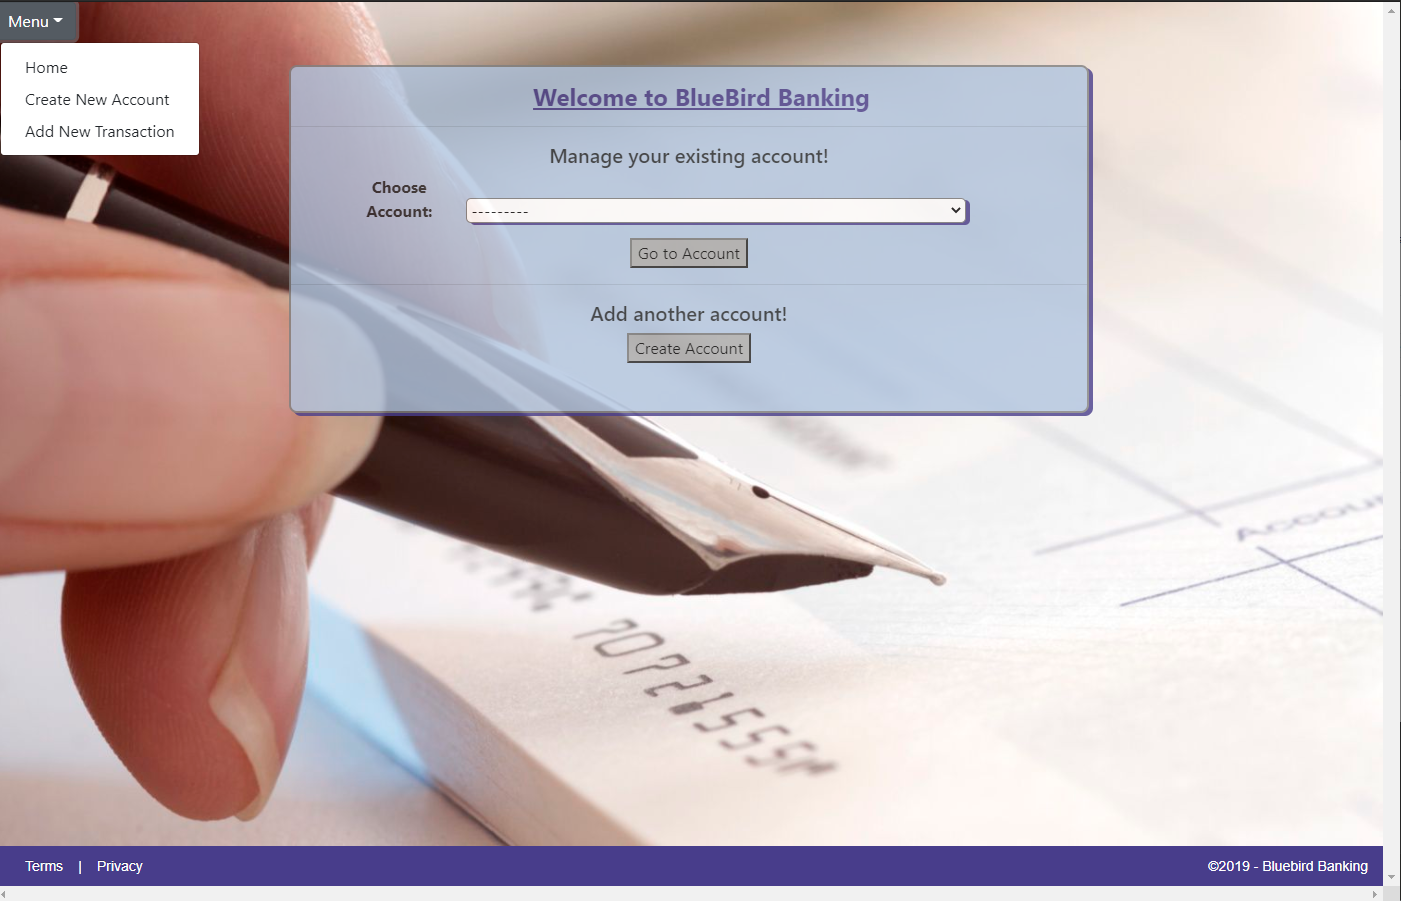 Menu
Home
Create New Account
Add New Transaction
Welcome to BlueBird Banking
Manage your existing account!
Choose
Account:
---------
Go to Account
Add another account!
Create Account
Terms | Privacy
©2019 - Bluebird Banking